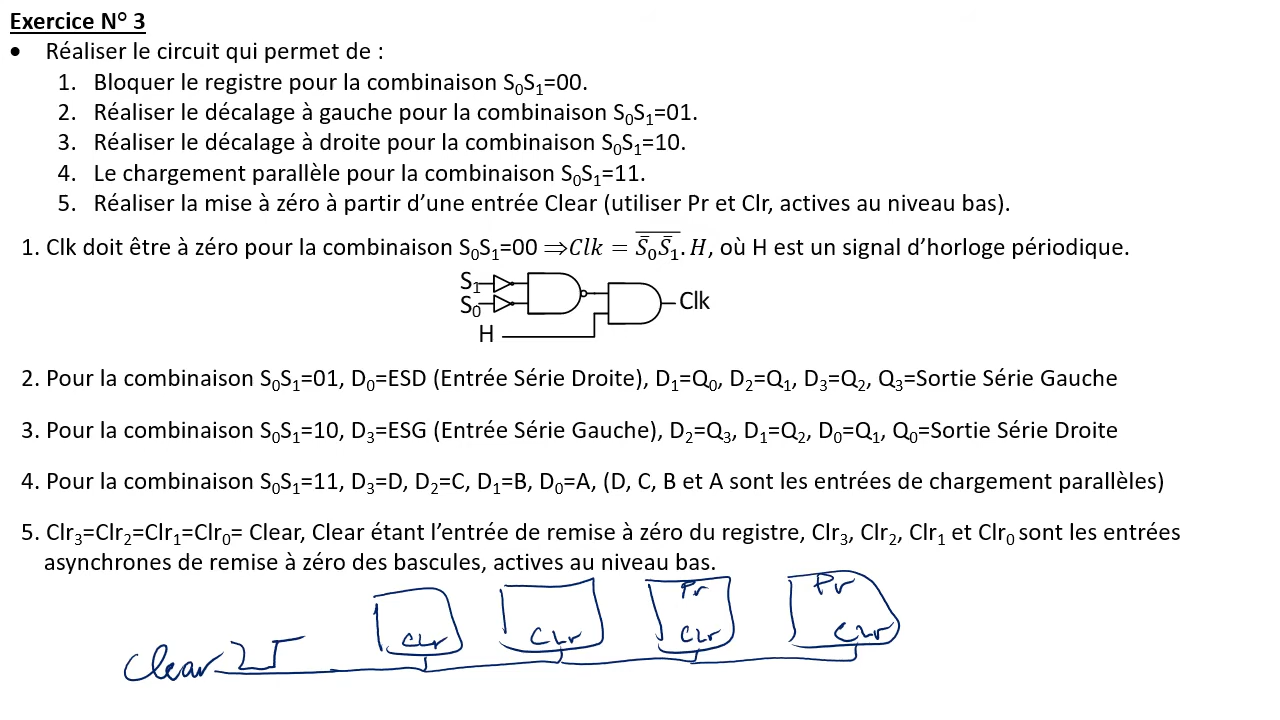 Exercice N° 3
• Réaliser le circuit qui permet de :
1. Bloquer le registre pour la combinaison S₀S₁=00.
2. Réaliser le décalage à gauche pour la combinaison S₀S₁=01.
3. Réaliser le décalage à droite pour la combinaison S₀S₁=10.
4. Le chargement parallèle pour la combinaison S₀S₁=11.
5. Réaliser la mise à zéro à partir d’une entrée Clear (utiliser Pr et Clr, actives au niveau bas).
1. Clk doit être à zéro pour la combinaison S₀S₁=00 ⇒ $Clk = \overline{\bar{S}_0\bar{S}_1}.H$, où H est un signal d’horloge périodique.
S₁
S₀
Clk
H
2. Pour la combinaison S₀S₁=01, D₀=ESD (Entrée Série Droite), D₁=Q₀, D₂=Q₁, D₃=Q₂, Q₃=Sortie Série Gauche
3. Pour la combinaison S₀S₁=10, D₃=ESG (Entrée Série Gauche), D₂=Q₃, D₁=Q₂, D₀=Q₁, Q₀=Sortie Série Droite
4. Pour la combinaison S₀S₁=11, D₃=D, D₂=C, D₁=B, D₀=A, (D, C, B et A sont les entrées de chargement parallèles)
5. Clr₃=Clr₂=Clr₁=Clr₀= Clear, Clear étant l’entrée de remise à zéro du registre, Clr₃, Clr₂, Clr₁ et Clr₀ sont les entrées
asynchrones de remise à zéro des bascules, actives au niveau bas.
Pr Pr
CLr CLr CLr CLr
Clear